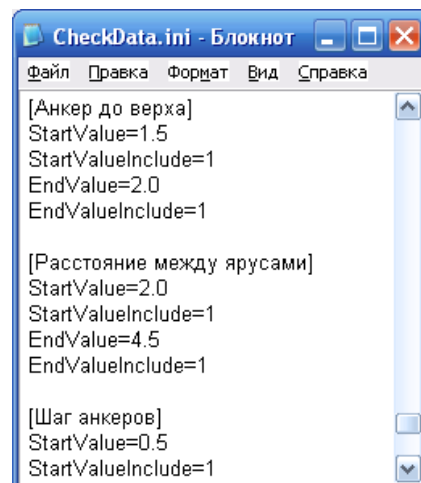 CheckData.ini - Блокнот
Файл Правка Формат Вид Справка
[Анкер до верха]
StartValue=1.5
StartValueInclude=1
EndValue=2.0
EndValueInclude=1
[Расстояние между ярусами]
StartValue=2.0
StartValueInclude=1
EndValue=4.5
EndValueInclude=1
[Шаг анкеров]
StartValue=0.5
StartValueInclude=1